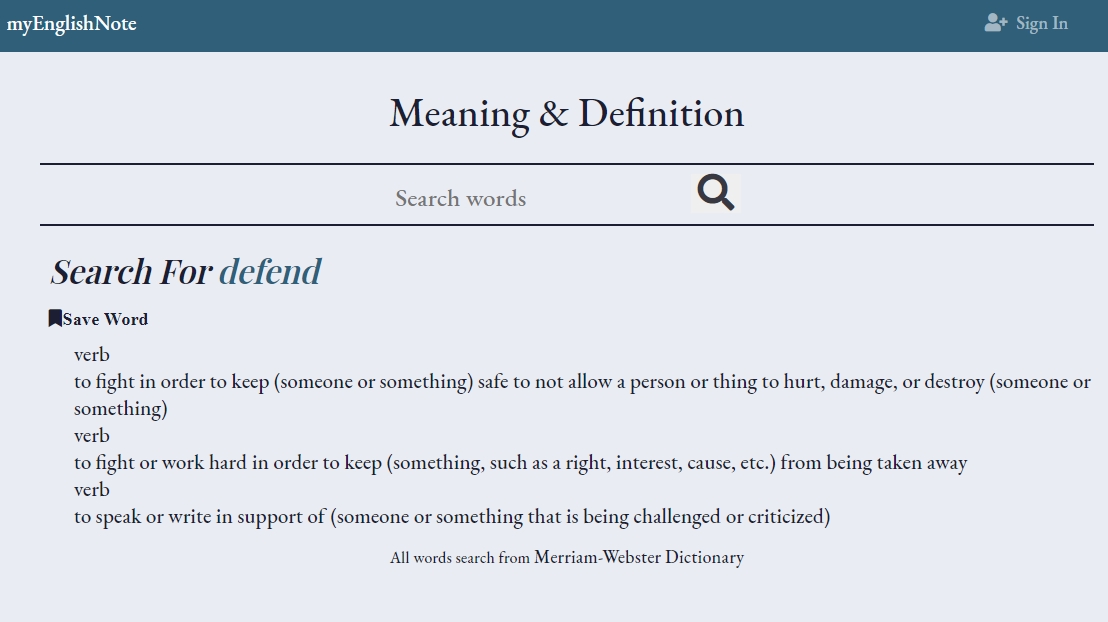 myEnglishNote
Sign In
Meaning & Definition
Search words
Search For defend
Save Word
verb
to fight in order to keep (someone or something) safe to not allow a person or thing to hurt, damage, or destroy (someone or
something)
verb
to fight or work hard in order to keep (something, such as a right, interest, cause, etc.) from being taken away
verb
to speak or write in support of (someone or something that is being challenged or criticized)
All words search from Merriam-Webster Dictionary